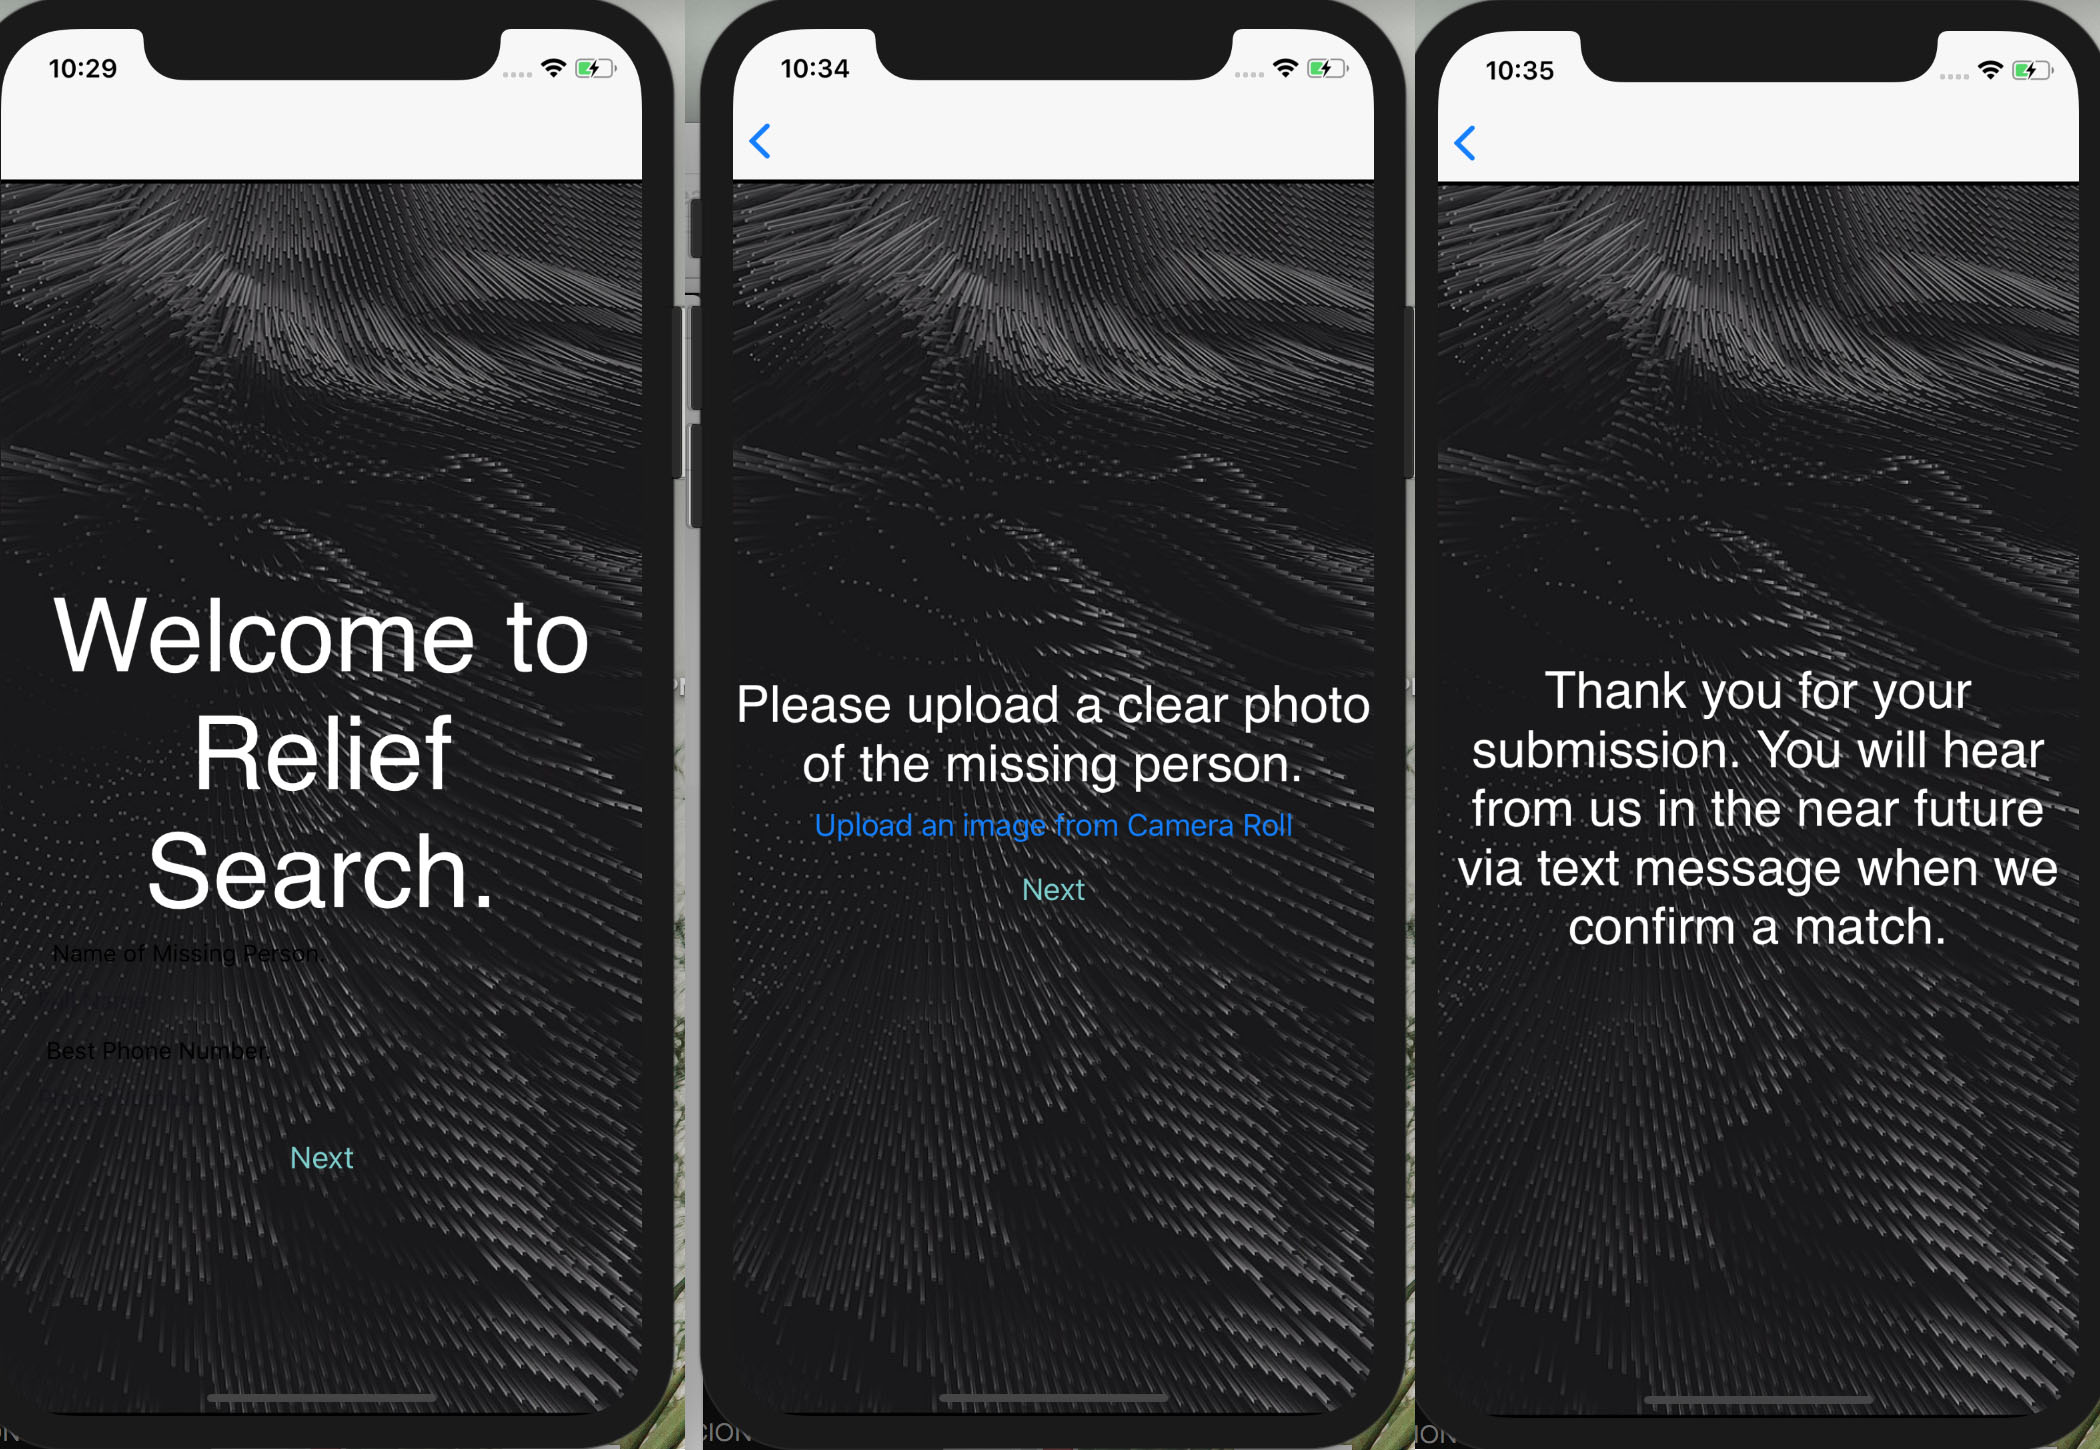 10:29
Welcome to
Relief
Search.
Name of Missing Person.
Best Phone Number.
Next
10:34
Please upload a clear photo
of the missing person.
Upload an image from Camera Roll
Next
10:35
Thank you for your
submission. You will hear
from us in the near future
via text message when we
confirm a match.